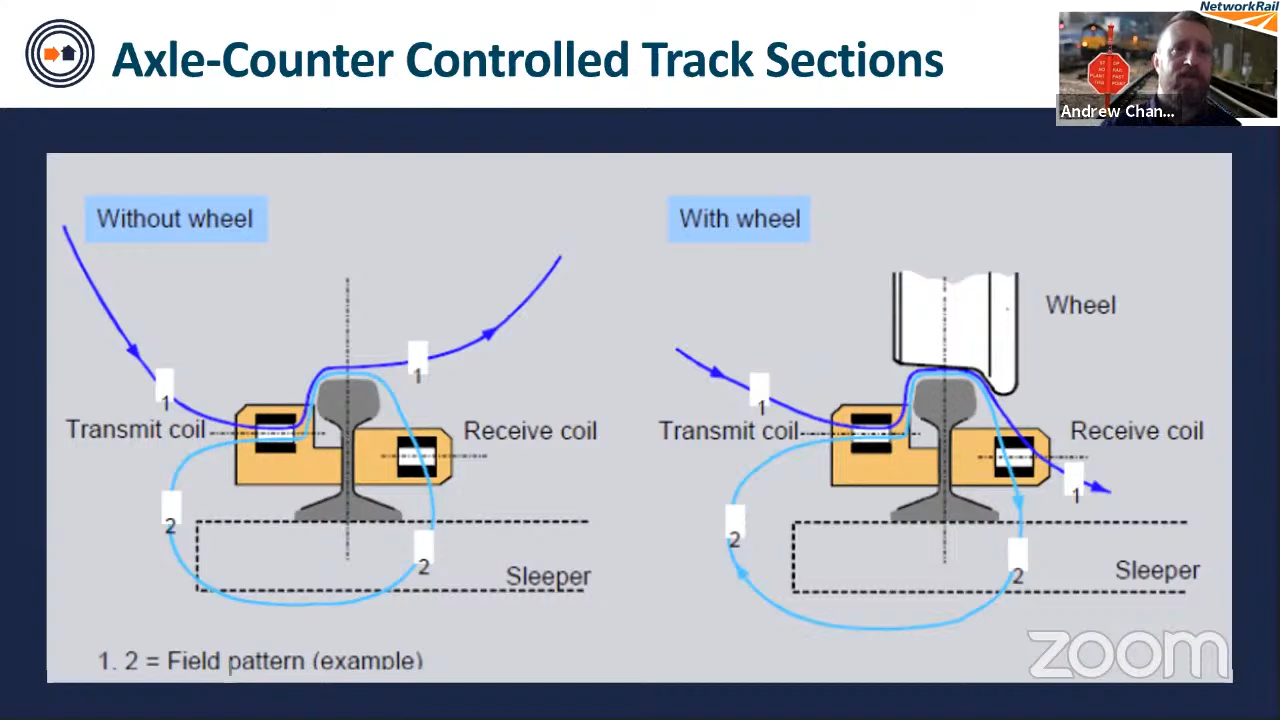 Axle-Counter Controlled Track Sections
NetworkRail
Andrew Chan...
Without wheel
With wheel
Wheel
1
1
1
1
Transmit coil
Receive coil
Transmit coil
Receive coil
2
2
2
2
Sleeper
Sleeper
1. 2 = Field pattern (example)
zoom